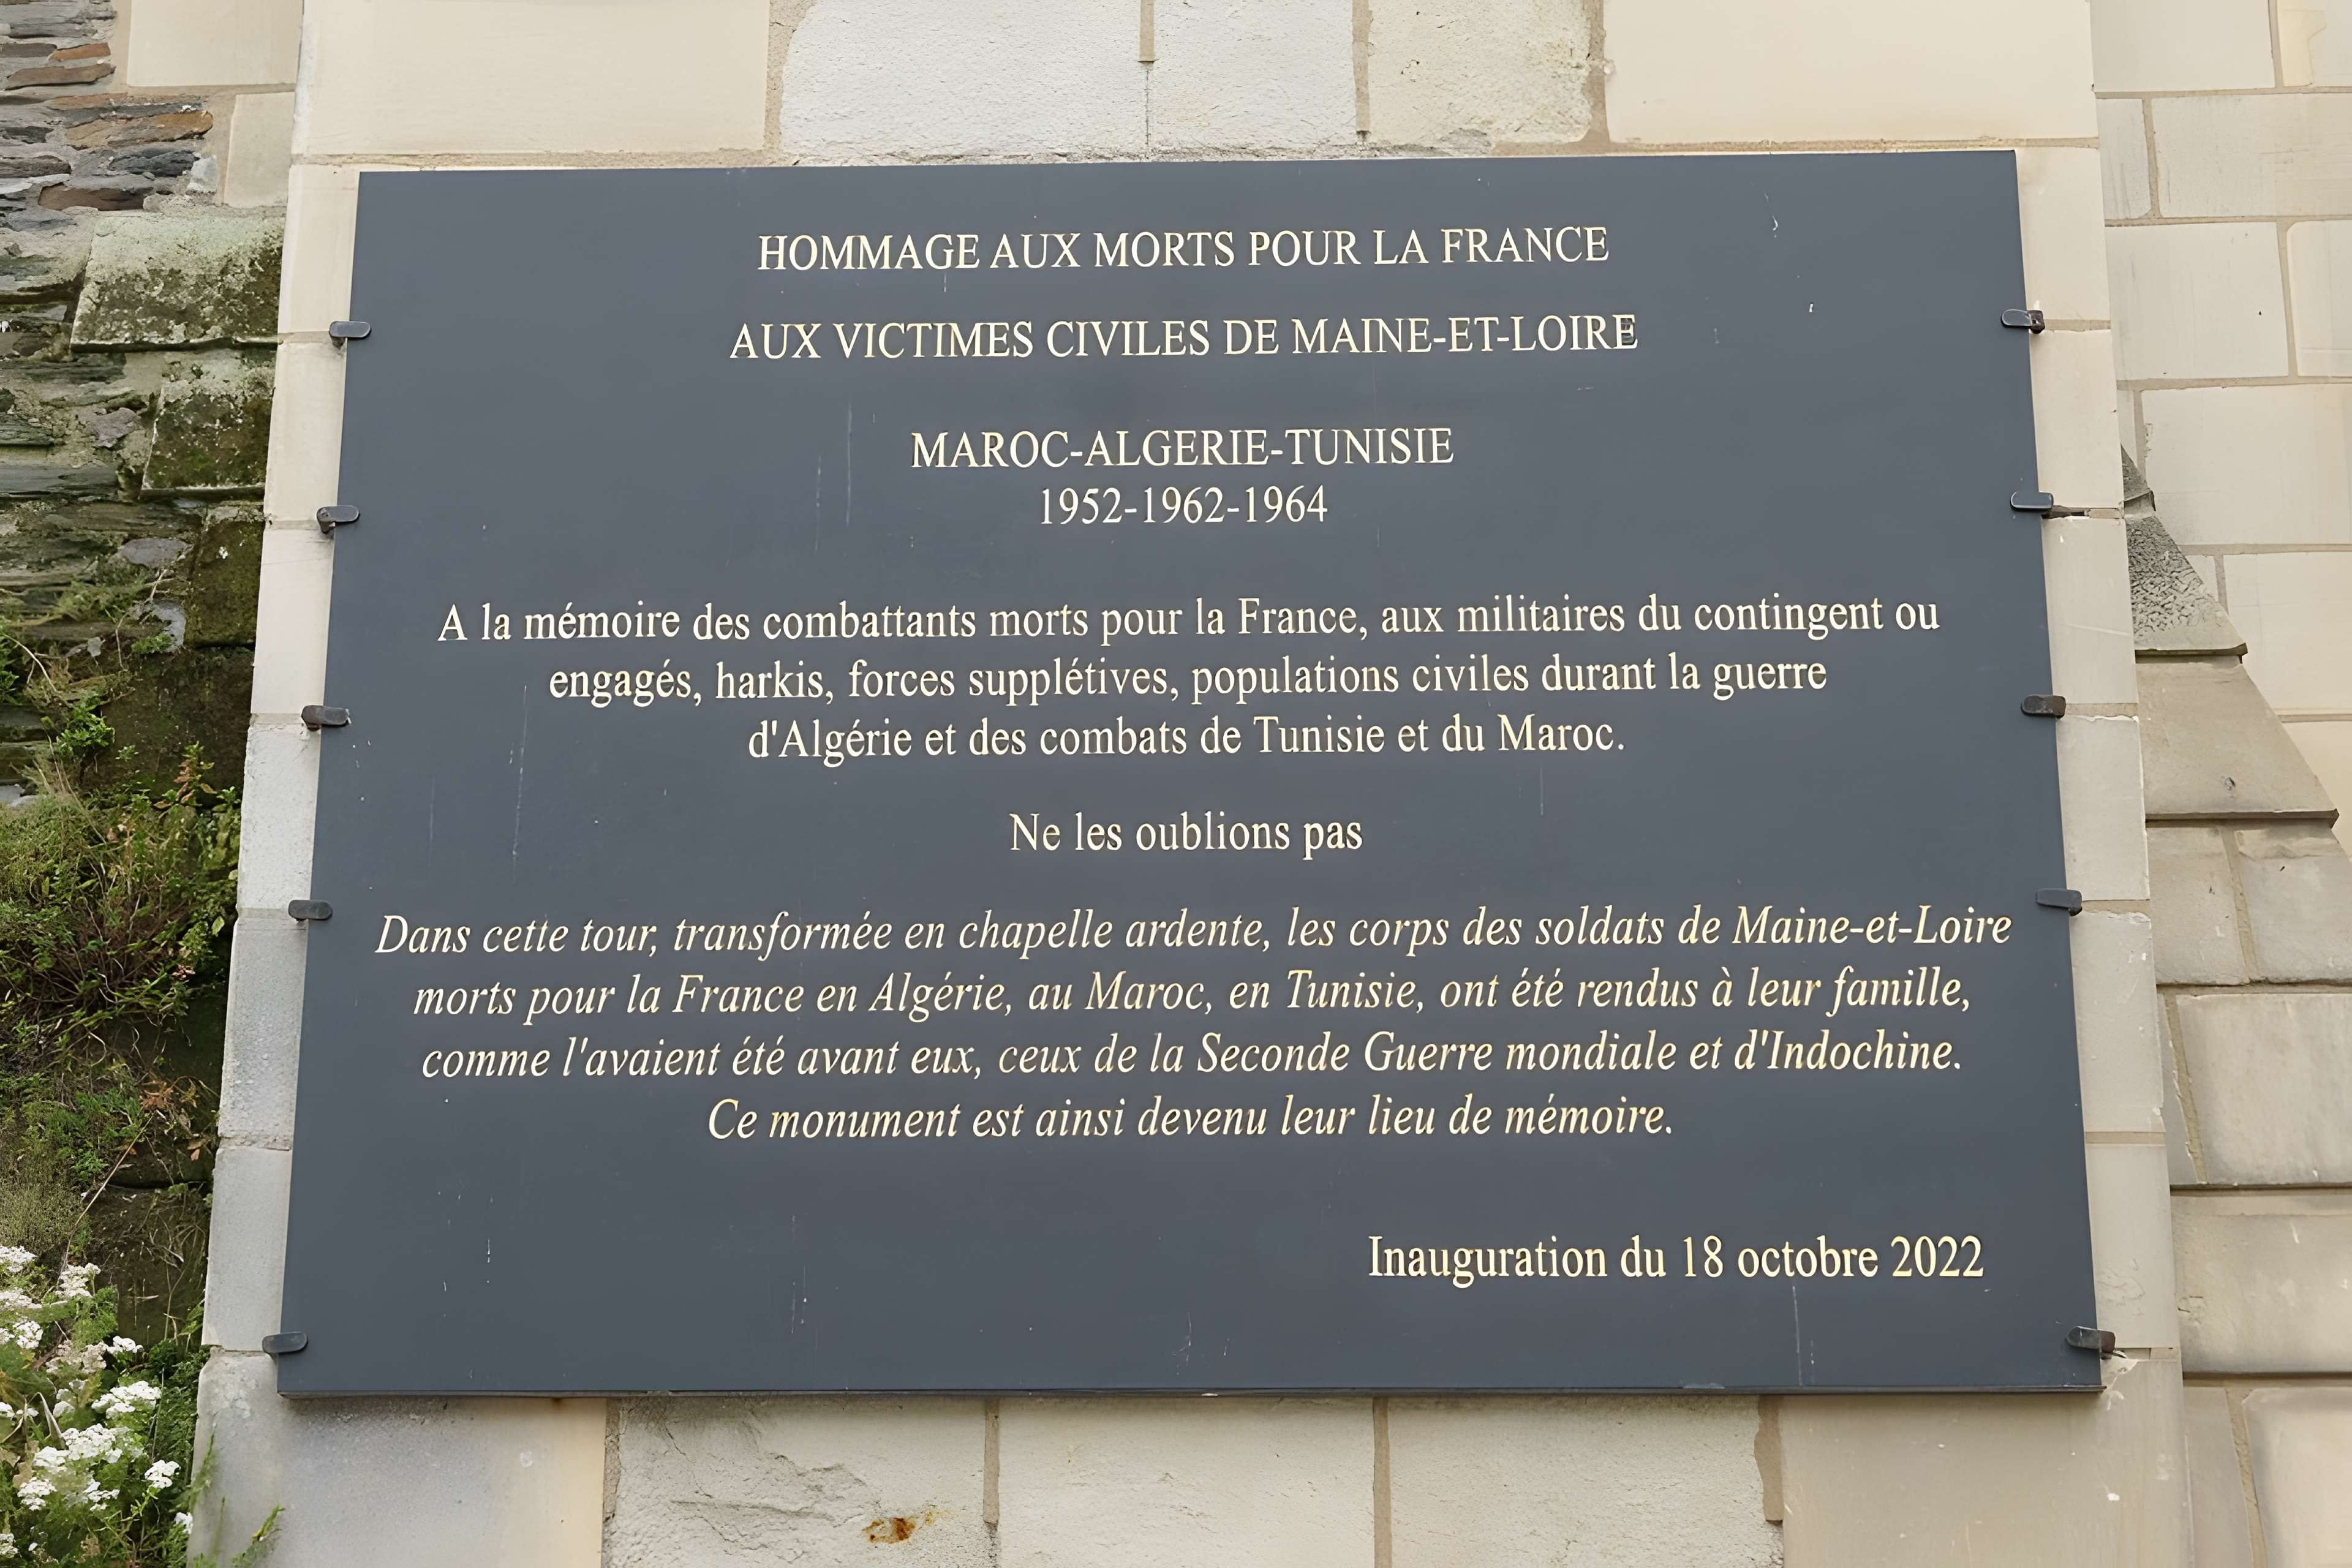 HOMMAGE AUX MORTS POUR LA FRANCE
AUX VICTIMES CIVILES DE MAINE-ET-LOIRE
MAROC-ALGERIE-TUNISIE
1952-1962-1964
A la mémoire des combattants morts pour la France, aux militaires du contingent ou
engagés, harkis, forces supplétives, populations civiles durant la guerre
d'Algérie et des combats de Tunisie et du Maroc.
Ne les oublions pas
Dans cette tour, transformée en chapelle ardente, les corps des soldats de Maine-et-Loire
morts pour la France en Algérie, au Maroc, en Tunisie, ont été rendus à leur famille,
comme l'avaient été avant eux, ceux de la Seconde Guerre mondiale et d'Indochine.
Ce monument est ainsi devenu leur lieu de mémoire.
Inauguration du 18 octobre 2022